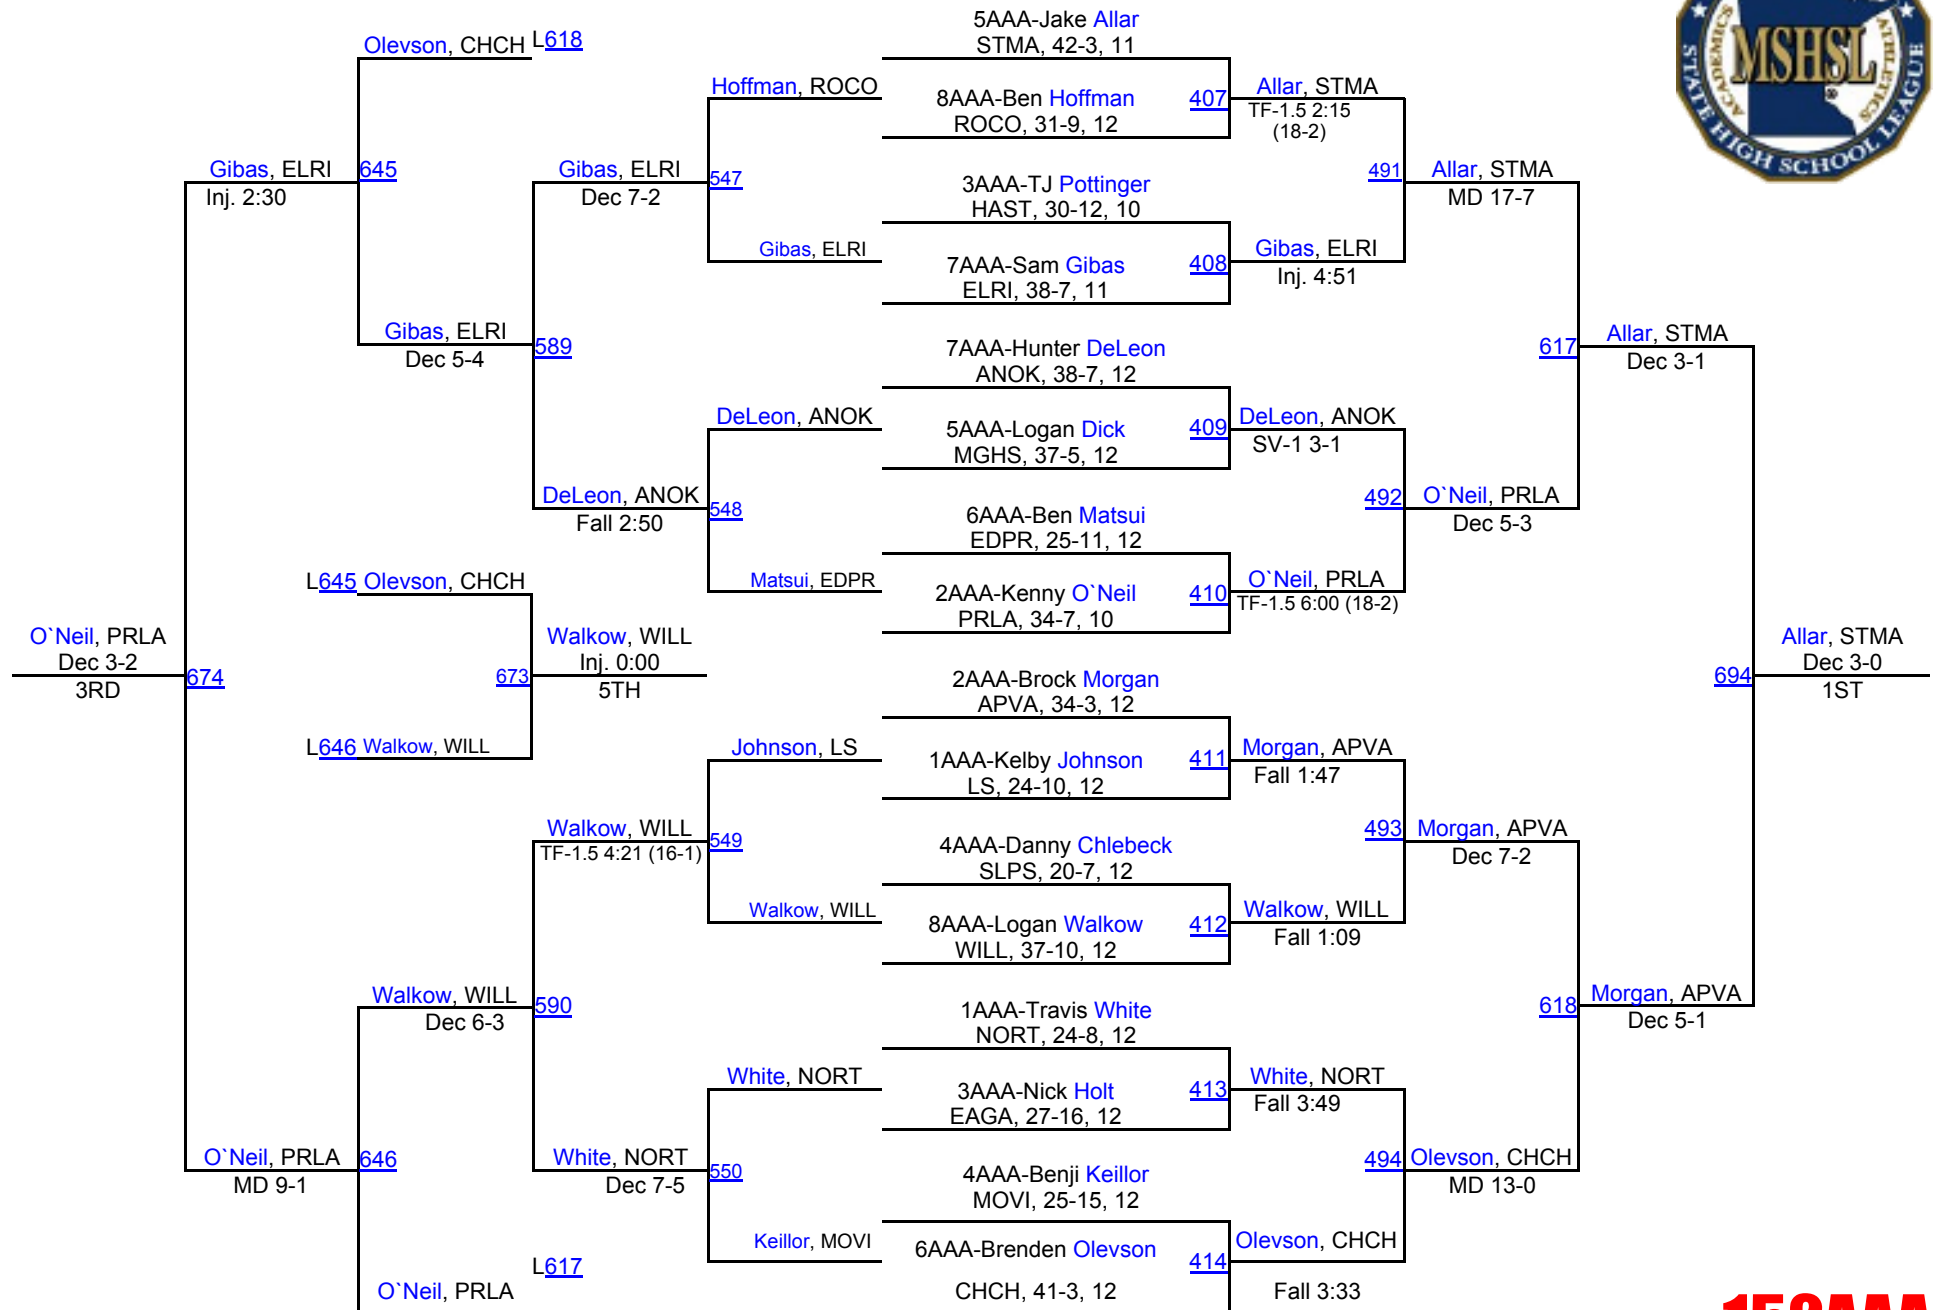 Olevson, CHCH L618
Gibas, ELRI 645
Inj. 2:30
Gibas, ELRI 589
Dec 5-4
Hoffman, ROCO
Gibas, ELRI 547
Dec 7-2
Gibas, ELRI
DeLeon, ANOK
DeLeon, ANOK 548
Fall 2:50
Matsui, EDPR
L645 Olevson, CHCH
Walkow, WILL
Inj. 0:00
673
5TH
L646 Walkow, WILL
O`Neil, PRLA
Dec 3-2
674
3RD
Johnson, LS
Walkow, WILL 549
TF-1.5 4:21 (16-1)
Walkow, WILL
Walkow, WILL 590
Dec 6-3
White, NORT
White, NORT 550
Dec 7-5
Keillor, MOVI
O`Neil, PRLA 646
MD 9-1
L617
O`Neil, PRLA
5AAA-Jake Allar
STMA, 42-3, 11
8AAA-Ben Hoffman 407
ROCO, 31-9, 12
3AAA-TJ Pottinger
HAST, 30-12, 10
7AAA-Sam Gibas 408
ELRI, 38-7, 11
7AAA-Hunter DeLeon
ANOK, 38-7, 12
5AAA-Logan Dick 409
MGHS, 37-5, 12
6AAA-Ben Matsui
EDPR, 25-11, 12
2AAA-Kenny O`Neil 410
PRLA, 34-7, 10
2AAA-Brock Morgan
APVA, 34-3, 12
1AAA-Kelby Johnson 411
LS, 24-10, 12
4AAA-Danny Chlebeck
SLPS, 20-7, 12
8AAA-Logan Walkow 412
WILL, 37-10, 12
1AAA-Travis White
NORT, 24-8, 12
3AAA-Nick Holt 413
EAGA, 27-16, 12
4AAA-Benji Keillor
MOVI, 25-15, 12
6AAA-Brenden Olevson 414
CHCH, 41-3, 12
Allar, STMA
TF-1.5 2:15
(18-2)
491 Allar, STMA
MD 17-7
Gibas, ELRI
Inj. 4:51
617 Allar, STMA
Dec 3-1
DeLeon, ANOK
SV-1 3-1
492 O`Neil, PRLA
Dec 5-3
O`Neil, PRLA
TF-1.5 6:00 (18-2)
Allar, STMA
Dec 3-0
694
1ST
Morgan, APVA
Fall 1:47
493 Morgan, APVA
Dec 7-2
Walkow, WILL
Fall 1:09
618 Morgan, APVA
Dec 5-1
White, NORT
Fall 3:49
494 Olevson, CHCH
MD 13-0
Olevson, CHCH
Fall 3:33
ACADEMICS
ATHLETICS
MSHSL
®
STATE HIGH SCHOOL LEAGUE